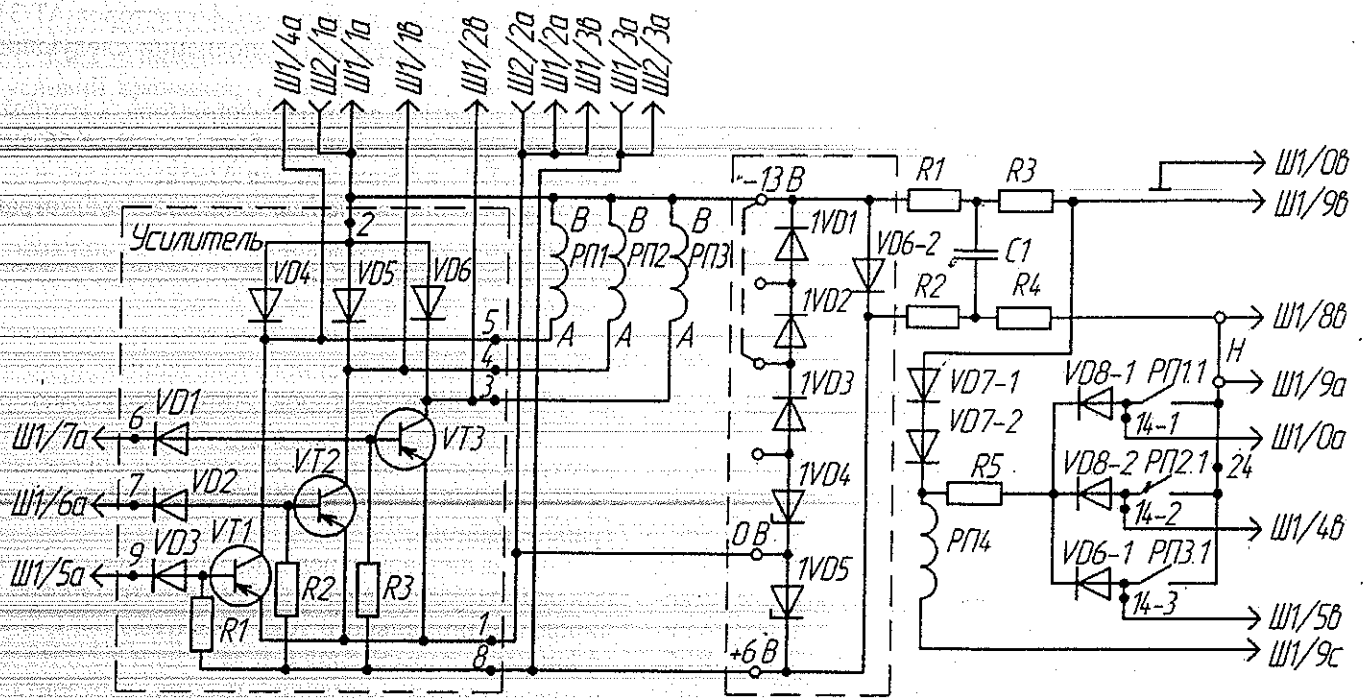 Ш1/4а
Ш2/1а
Ш1/1а
Ш1/1в
Ш1/2в
Ш2/2а
Ш1/2а
Ш1/3в
Ш1/3а
Ш2/3а
-13 В
R1
R3
Ш1/0в
Ш1/9в
2
Усилитель
В
В
В
РП1
РП2
РП3
1VD1
VD6-2
C1
VD4
VD5
VD6
1VD2
R2
R4
Ш1/8в
5
А
А
А
4
3
1VD3
VD7-1
VD8-1
РП1.1
Н
Ш1/9а
6
VD1
Ш1/7а
VT3
VD7-2
14-1
Ш1/0а
7
VD2
VT2
1VD4
R5
VD8-2
РП2.1
24
Ш1/6а
14-2
Ш1/4в
9
VD3
VT1
0 В
РП4
Ш1/5а
R2
R3
1VD5
VD6-1
РП3.1
14-3
R1
1
Ш1/5в
8
+6 В
Ш1/9с